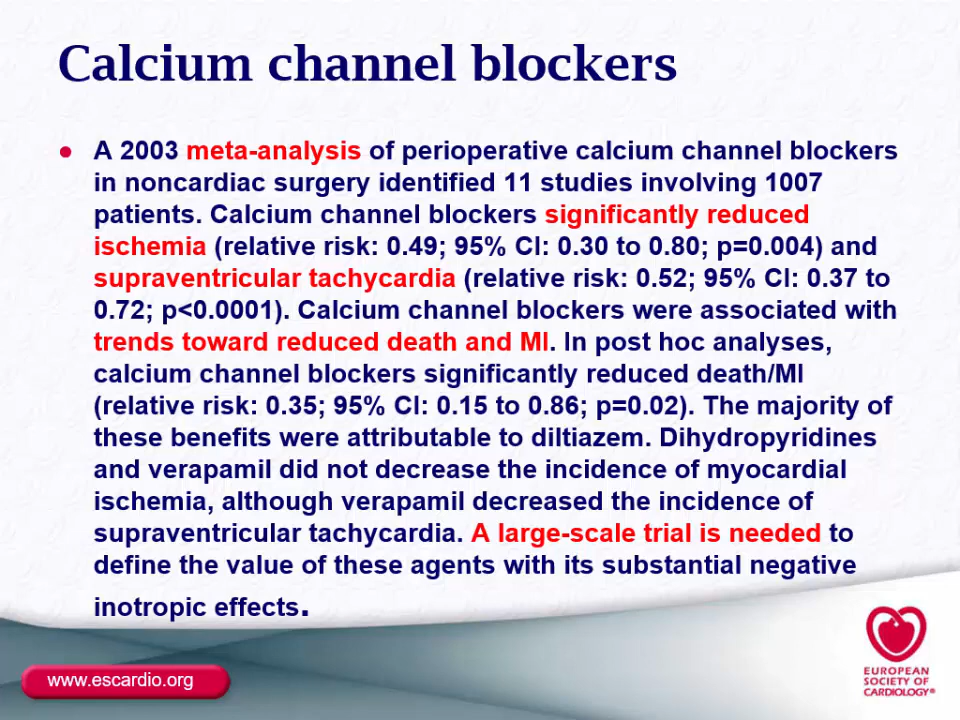 Calcium channel blockers
● A 2003 meta-analysis of perioperative calcium channel blockers
in noncardiac surgery identified 11 studies involving 1007
patients. Calcium channel blockers significantly reduced
ischemia (relative risk: 0.49; 95% CI: 0.30 to 0.80; p=0.004) and
supraventricular tachycardia (relative risk: 0.52; 95% CI: 0.37 to
0.72; p<0.0001). Calcium channel blockers were associated with
trends toward reduced death and MI. In post hoc analyses,
calcium channel blockers significantly reduced death/MI
(relative risk: 0.35; 95% CI: 0.15 to 0.86; p=0.02). The majority of
these benefits were attributable to diltiazem. Dihydropyridines
and verapamil did not decrease the incidence of myocardial
ischemia, although verapamil decreased the incidence of
supraventricular tachycardia. A large-scale trial is needed to
define the value of these agents with its substantial negative
inotropic effects.
www.escardio.org
EUROPEAN
SOCIETY OF
CARDIOLOGY®